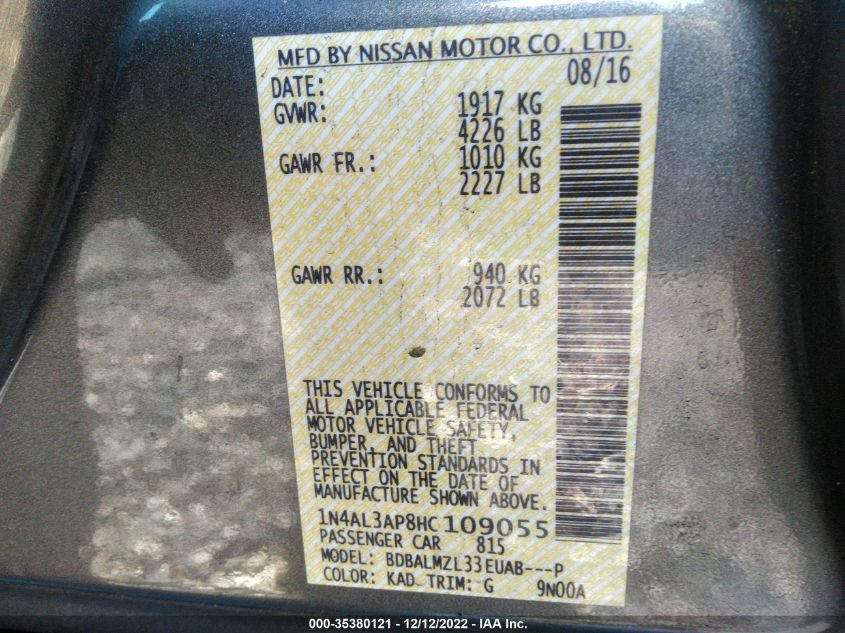 MFD BY NISSAN MOTOR CO., LTD.
DATE: 08/16
GVWR: 1917 KG
4226 LB
GAWR FR.: 1010 KG
2227 LB
GAWR RR.: 940 KG
2072 LB
THIS VEHICLE CONFORMS TO
ALL APPLICABLE FEDERAL
MOTOR VEHICLE SAFETY,
BUMPER, AND THEFT
PREVENTION STANDARDS IN
EFFECT ON THE DATE OF
MANUFACTURE SHOWN ABOVE.
1N4AL3AP8HC109055
PASSENGER CAR 815
MODEL: BDBALMZL33EUAB---P
COLOR: KAD TRIM: G 9N00A
000-35380121 - 12/12/2022 - IAA Inc.